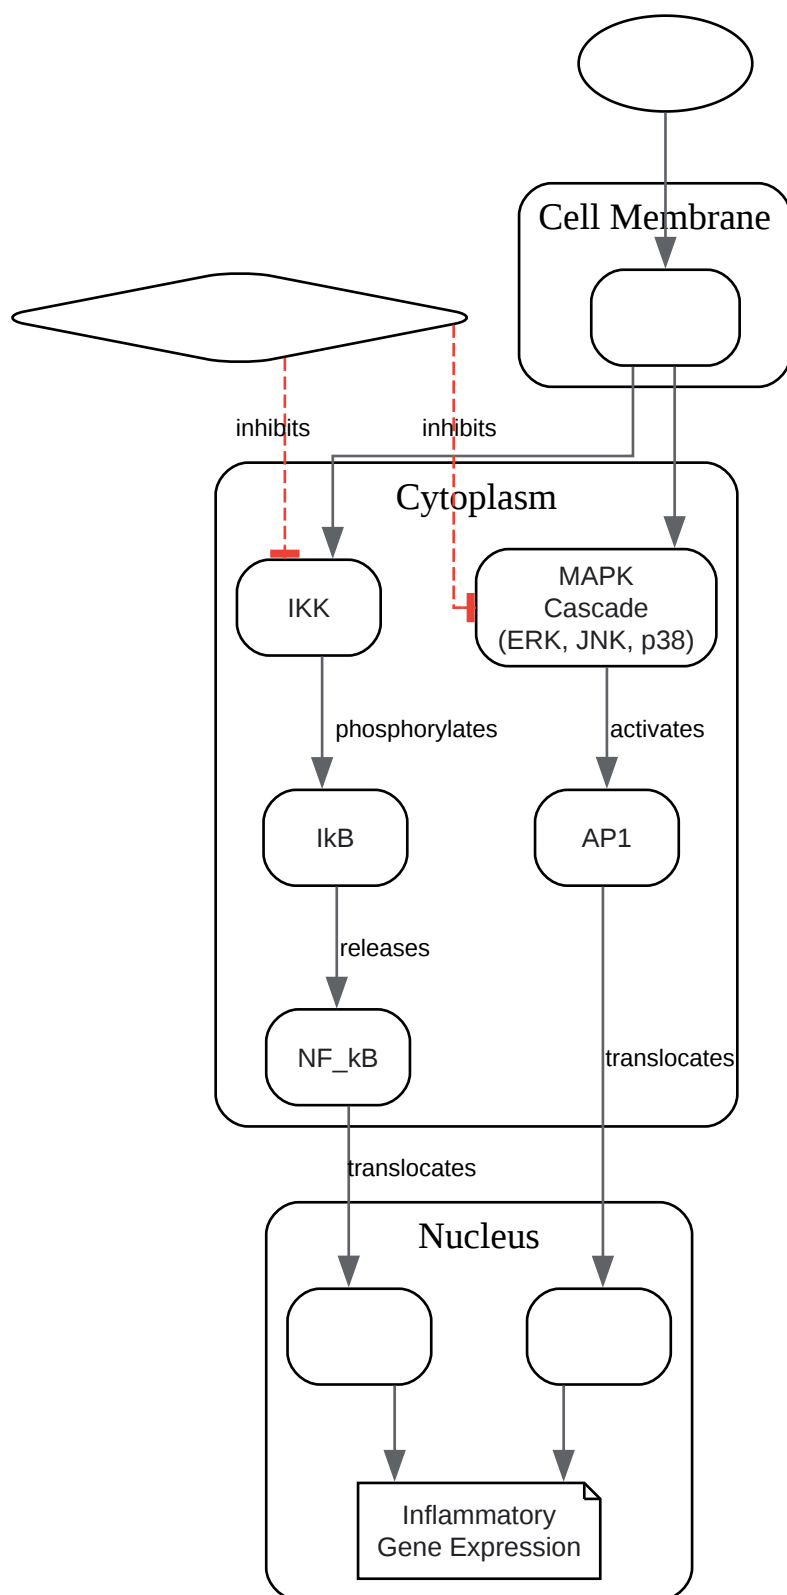 Cell Membrane
inhibits
inhibits
Cytoplasm
IKK
MAPK
Cascade
(ERK, JNK, p38)
phosphorylates
activates
IkB
AP1
releases
NF_kB
translocates
translocates
Nucleus
Inflammatory
Gene Expression